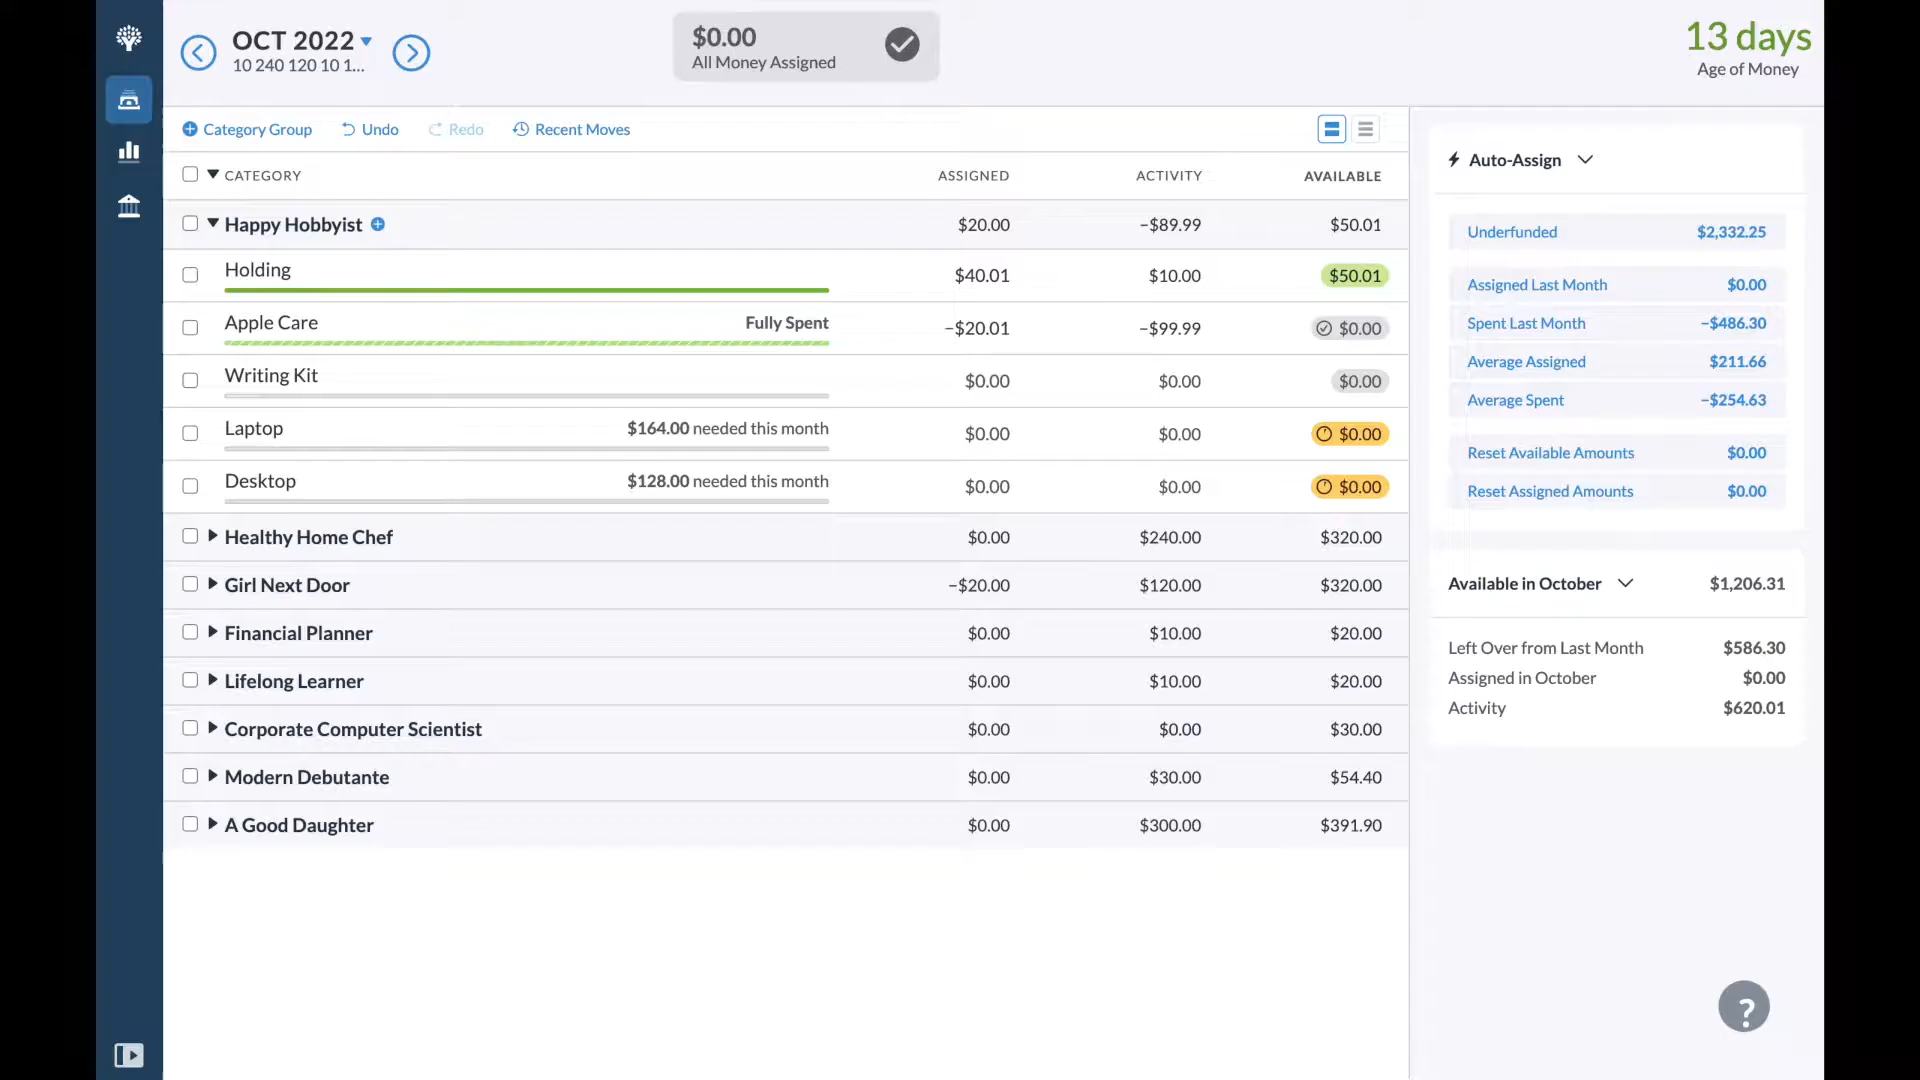 OCT 2022
10 240 120 10 1...
$0.00
All Money Assigned
13 days
Age of Money
Category Group Undo Redo Recent Moves
CATEGORY ASSIGNED ACTIVITY AVAILABLE
Happy Hobbyist $20.00 −$89.99 $50.01
Holding $40.01 $10.00 $50.01
Apple Care Fully Spent −$20.01 −$99.99 $0.00
Writing Kit $0.00 $0.00 $0.00
Laptop $164.00 needed this month $0.00 $0.00 $0.00
Desktop $128.00 needed this month $0.00 $0.00 $0.00
Healthy Home Chef $0.00 $240.00 $320.00
Girl Next Door −$20.00 $120.00 $320.00
Financial Planner $0.00 $10.00 $20.00
Lifelong Learner $0.00 $10.00 $20.00
Corporate Computer Scientist $0.00 $0.00 $30.00
Modern Debutante $0.00 $30.00 $54.40
A Good Daughter $0.00 $300.00 $391.90
Auto-Assign
Underfunded $2,332.25
Assigned Last Month $0.00
Spent Last Month −$486.30
Average Assigned $211.66
Average Spent −$254.63
Reset Available Amounts $0.00
Reset Assigned Amounts $0.00
Available in October $1,206.31
Left Over from Last Month $586.30
Assigned in October $0.00
Activity $620.01
?